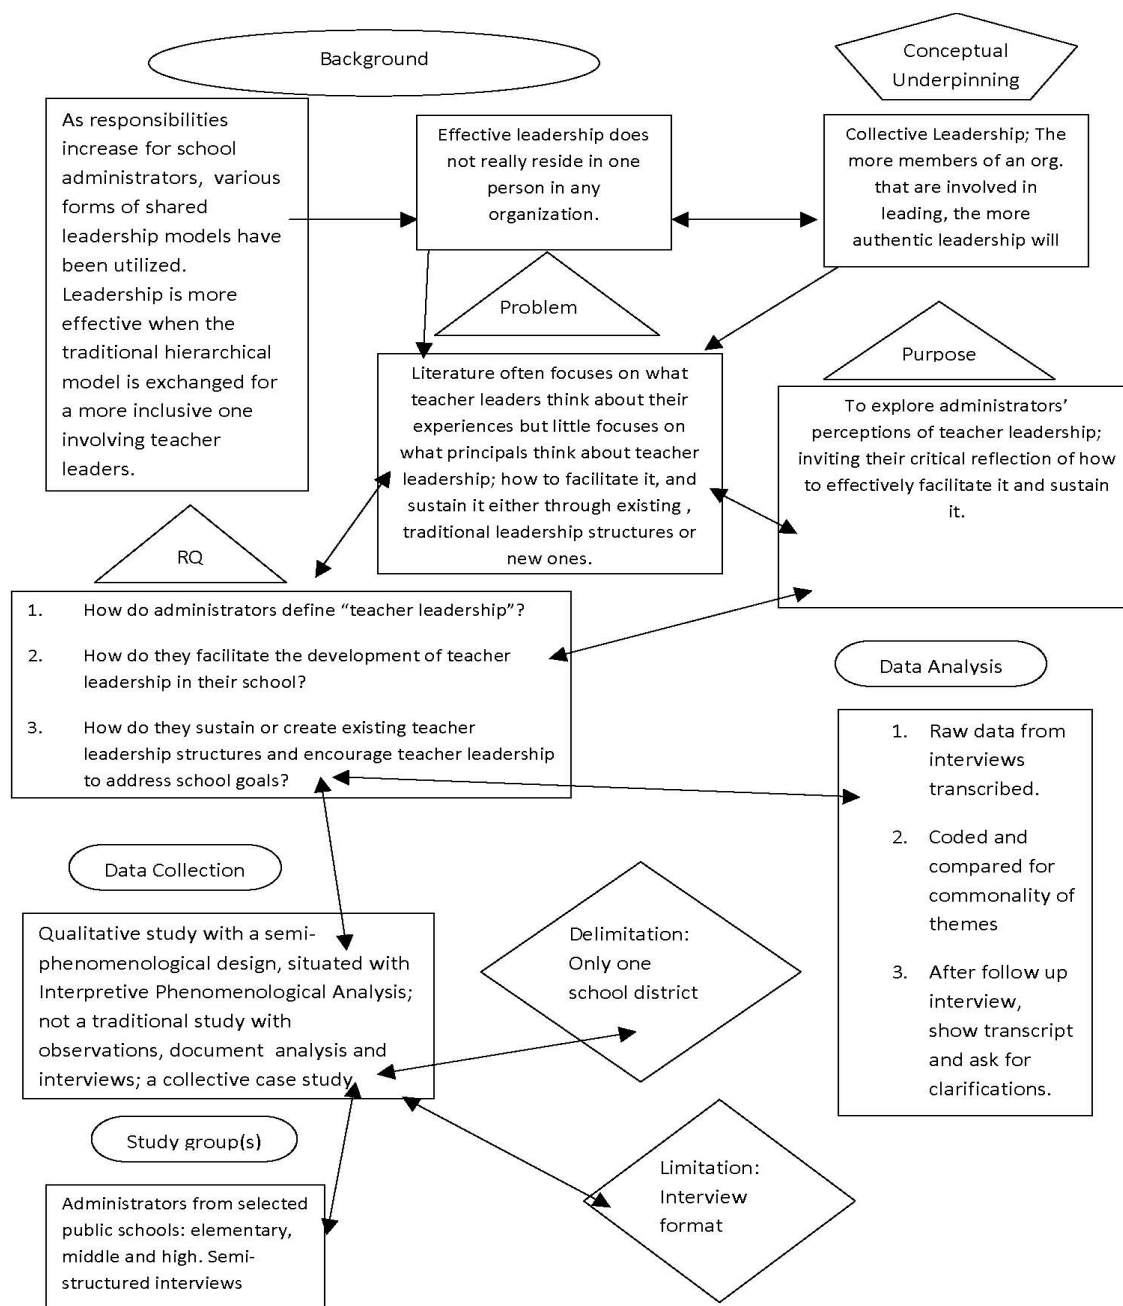 Background
Conceptual
Underpinning
As responsibilities
increase for school
administrators, various
forms of shared
leadership models have
been utilized.
Leadership is more
effective when the
traditional hierarchical
model is exchanged for
a more inclusive one
involving teacher
leaders.
Effective leadership does
not really reside in one
person in any
organization.
Collective Leadership; The
more members of an org.
that are involved in
leading, the more
authentic leadership will
Problem
Literature often focuses on what
teacher leaders think about their
experiences but little focuses on
what principals think about teacher
leadership; how to facilitate it, and
sustain it either through existing ,
traditional leadership structures or
new ones.
Purpose
To explore administrators’
perceptions of teacher leadership;
inviting their critical reflection of how
to effectively facilitate it and sustain
it.
RQ
1. How do administrators define “teacher leadership”?
2. How do they facilitate the development of teacher
leadership in their school?
3. How do they sustain or create existing teacher
leadership structures and encourage teacher leadership
to address school goals?
Data Analysis
1. Raw data from
interviews
transcribed.
2. Coded and
compared for
commonality of
themes
3. After follow up
interview,
show transcript
and ask for
clarifications.
Data Collection
Qualitative study with a semi-
phenomenological design, situated with
Interpretive Phenomenological Analysis;
not a traditional study with
observations, document analysis and
interviews; a collective case study
Delimitation:
Only one
school district
Limitation:
Interview
format
Study group(s)
Administrators from selected
public schools: elementary,
middle and high. Semi-
structured interviews